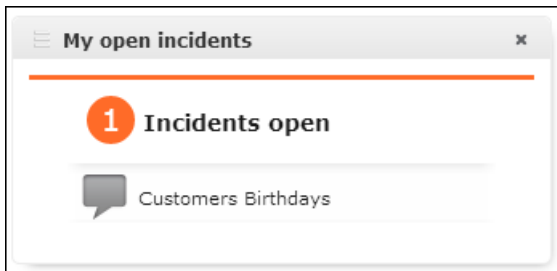 My open incidents ×
1 Incidents open
Customers Birthdays